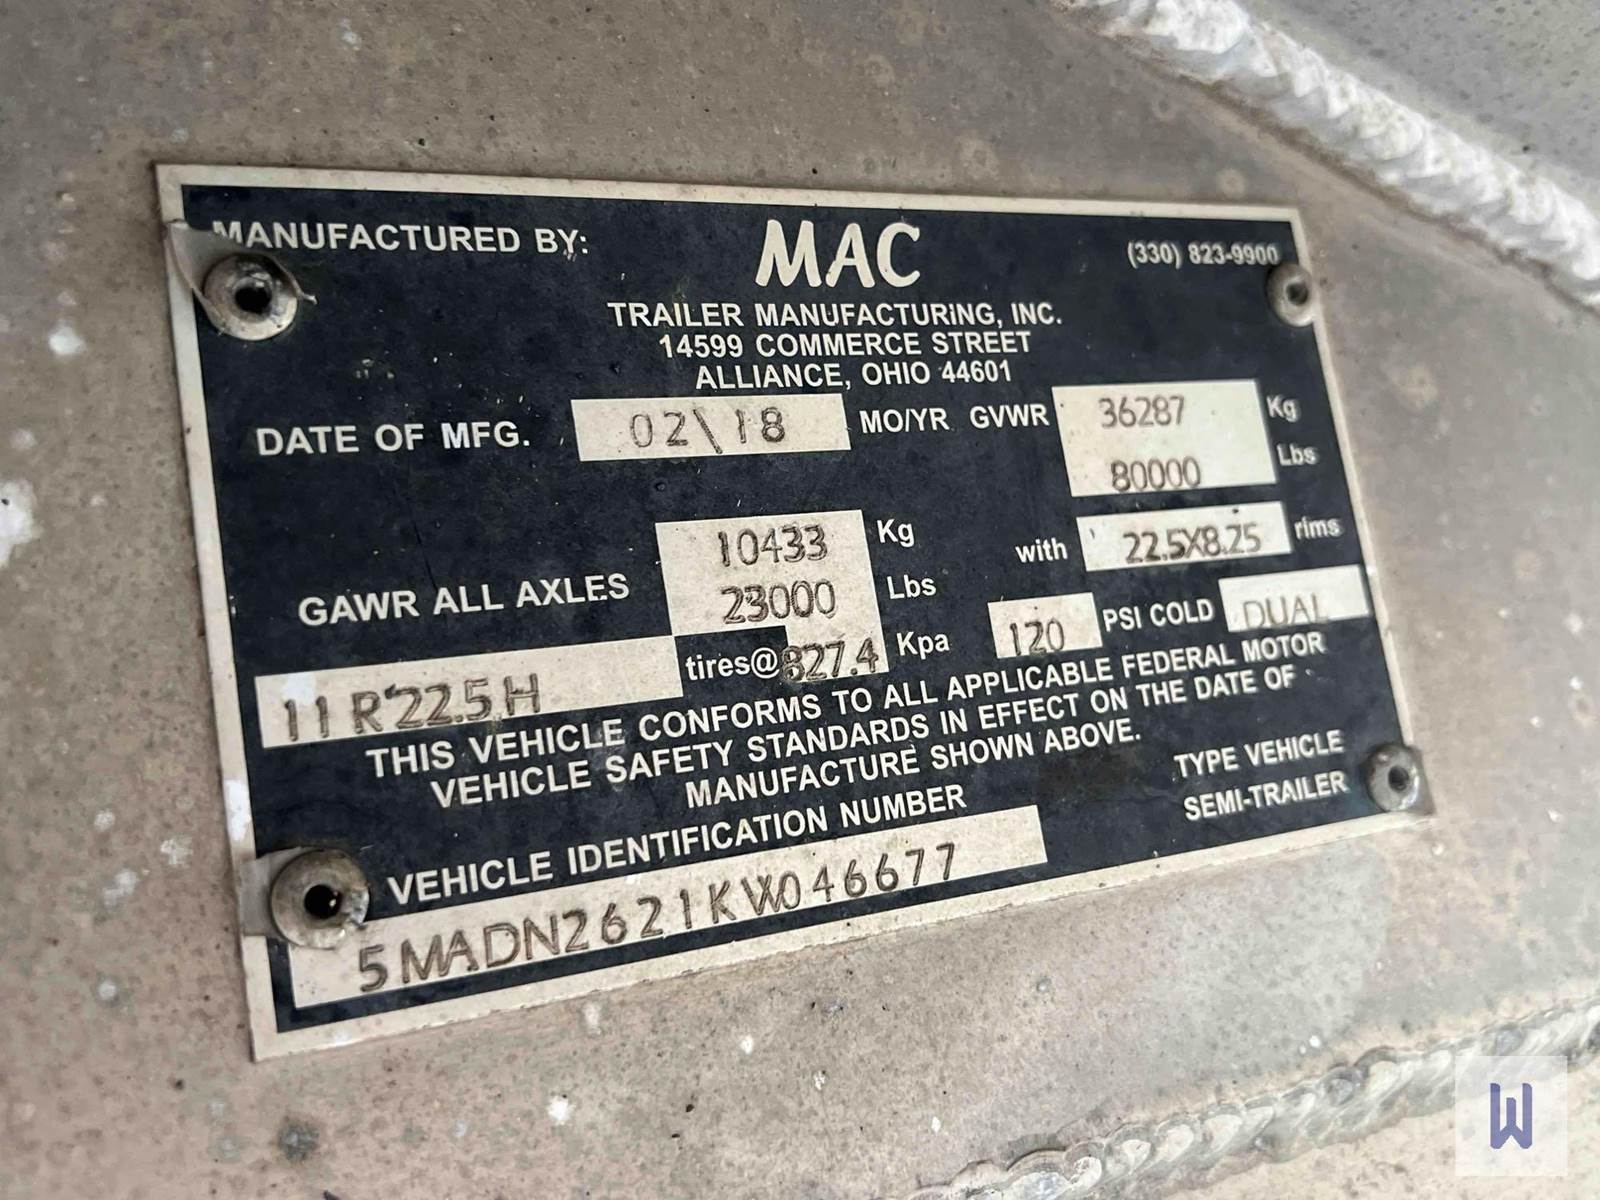 MANUFACTURED BY: MAC (330) 823-9900
TRAILER MANUFACTURING, INC.
14599 COMMERCE STREET
ALLIANCE, OHIO 44601
DATE OF MFG. 02\18 MO/YR GVWR 36287 Kg
80000 Lbs
GAWR ALL AXLES 10433 Kg with 22.5X8.25 rims
23000 Lbs
11R22.5H tires@ 827.4 Kpa 120 PSI COLD DUAL
THIS VEHICLE CONFORMS TO ALL APPLICABLE FEDERAL MOTOR
VEHICLE SAFETY STANDARDS IN EFFECT ON THE DATE OF
MANUFACTURE SHOWN ABOVE.
VEHICLE IDENTIFICATION NUMBER
5MADN2621KW046677
TYPE VEHICLE
SEMI-TRAILER
W